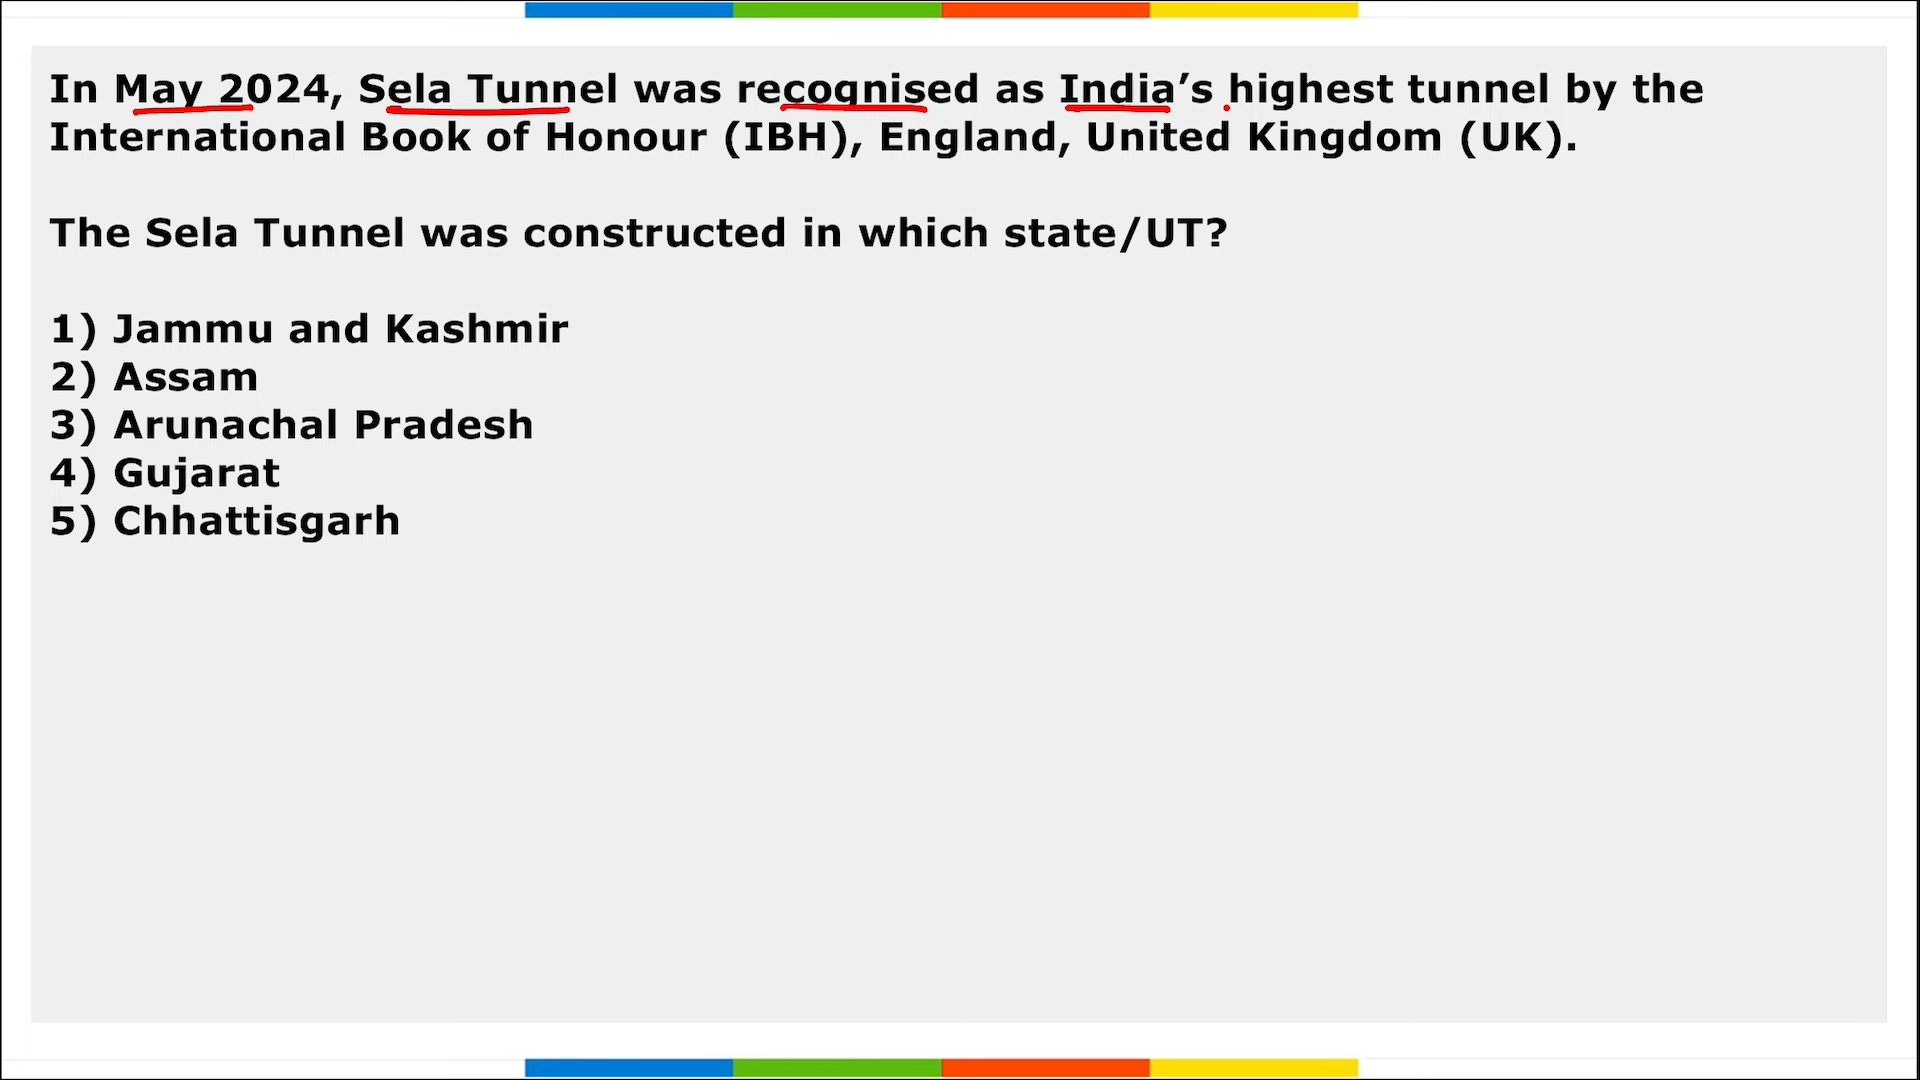 In May 2024, Sela Tunnel was recognised as India’s highest tunnel by the
International Book of Honour (IBH), England, United Kingdom (UK).
The Sela Tunnel was constructed in which state/UT?
1) Jammu and Kashmir
2) Assam
3) Arunachal Pradesh
4) Gujarat
5) Chhattisgarh